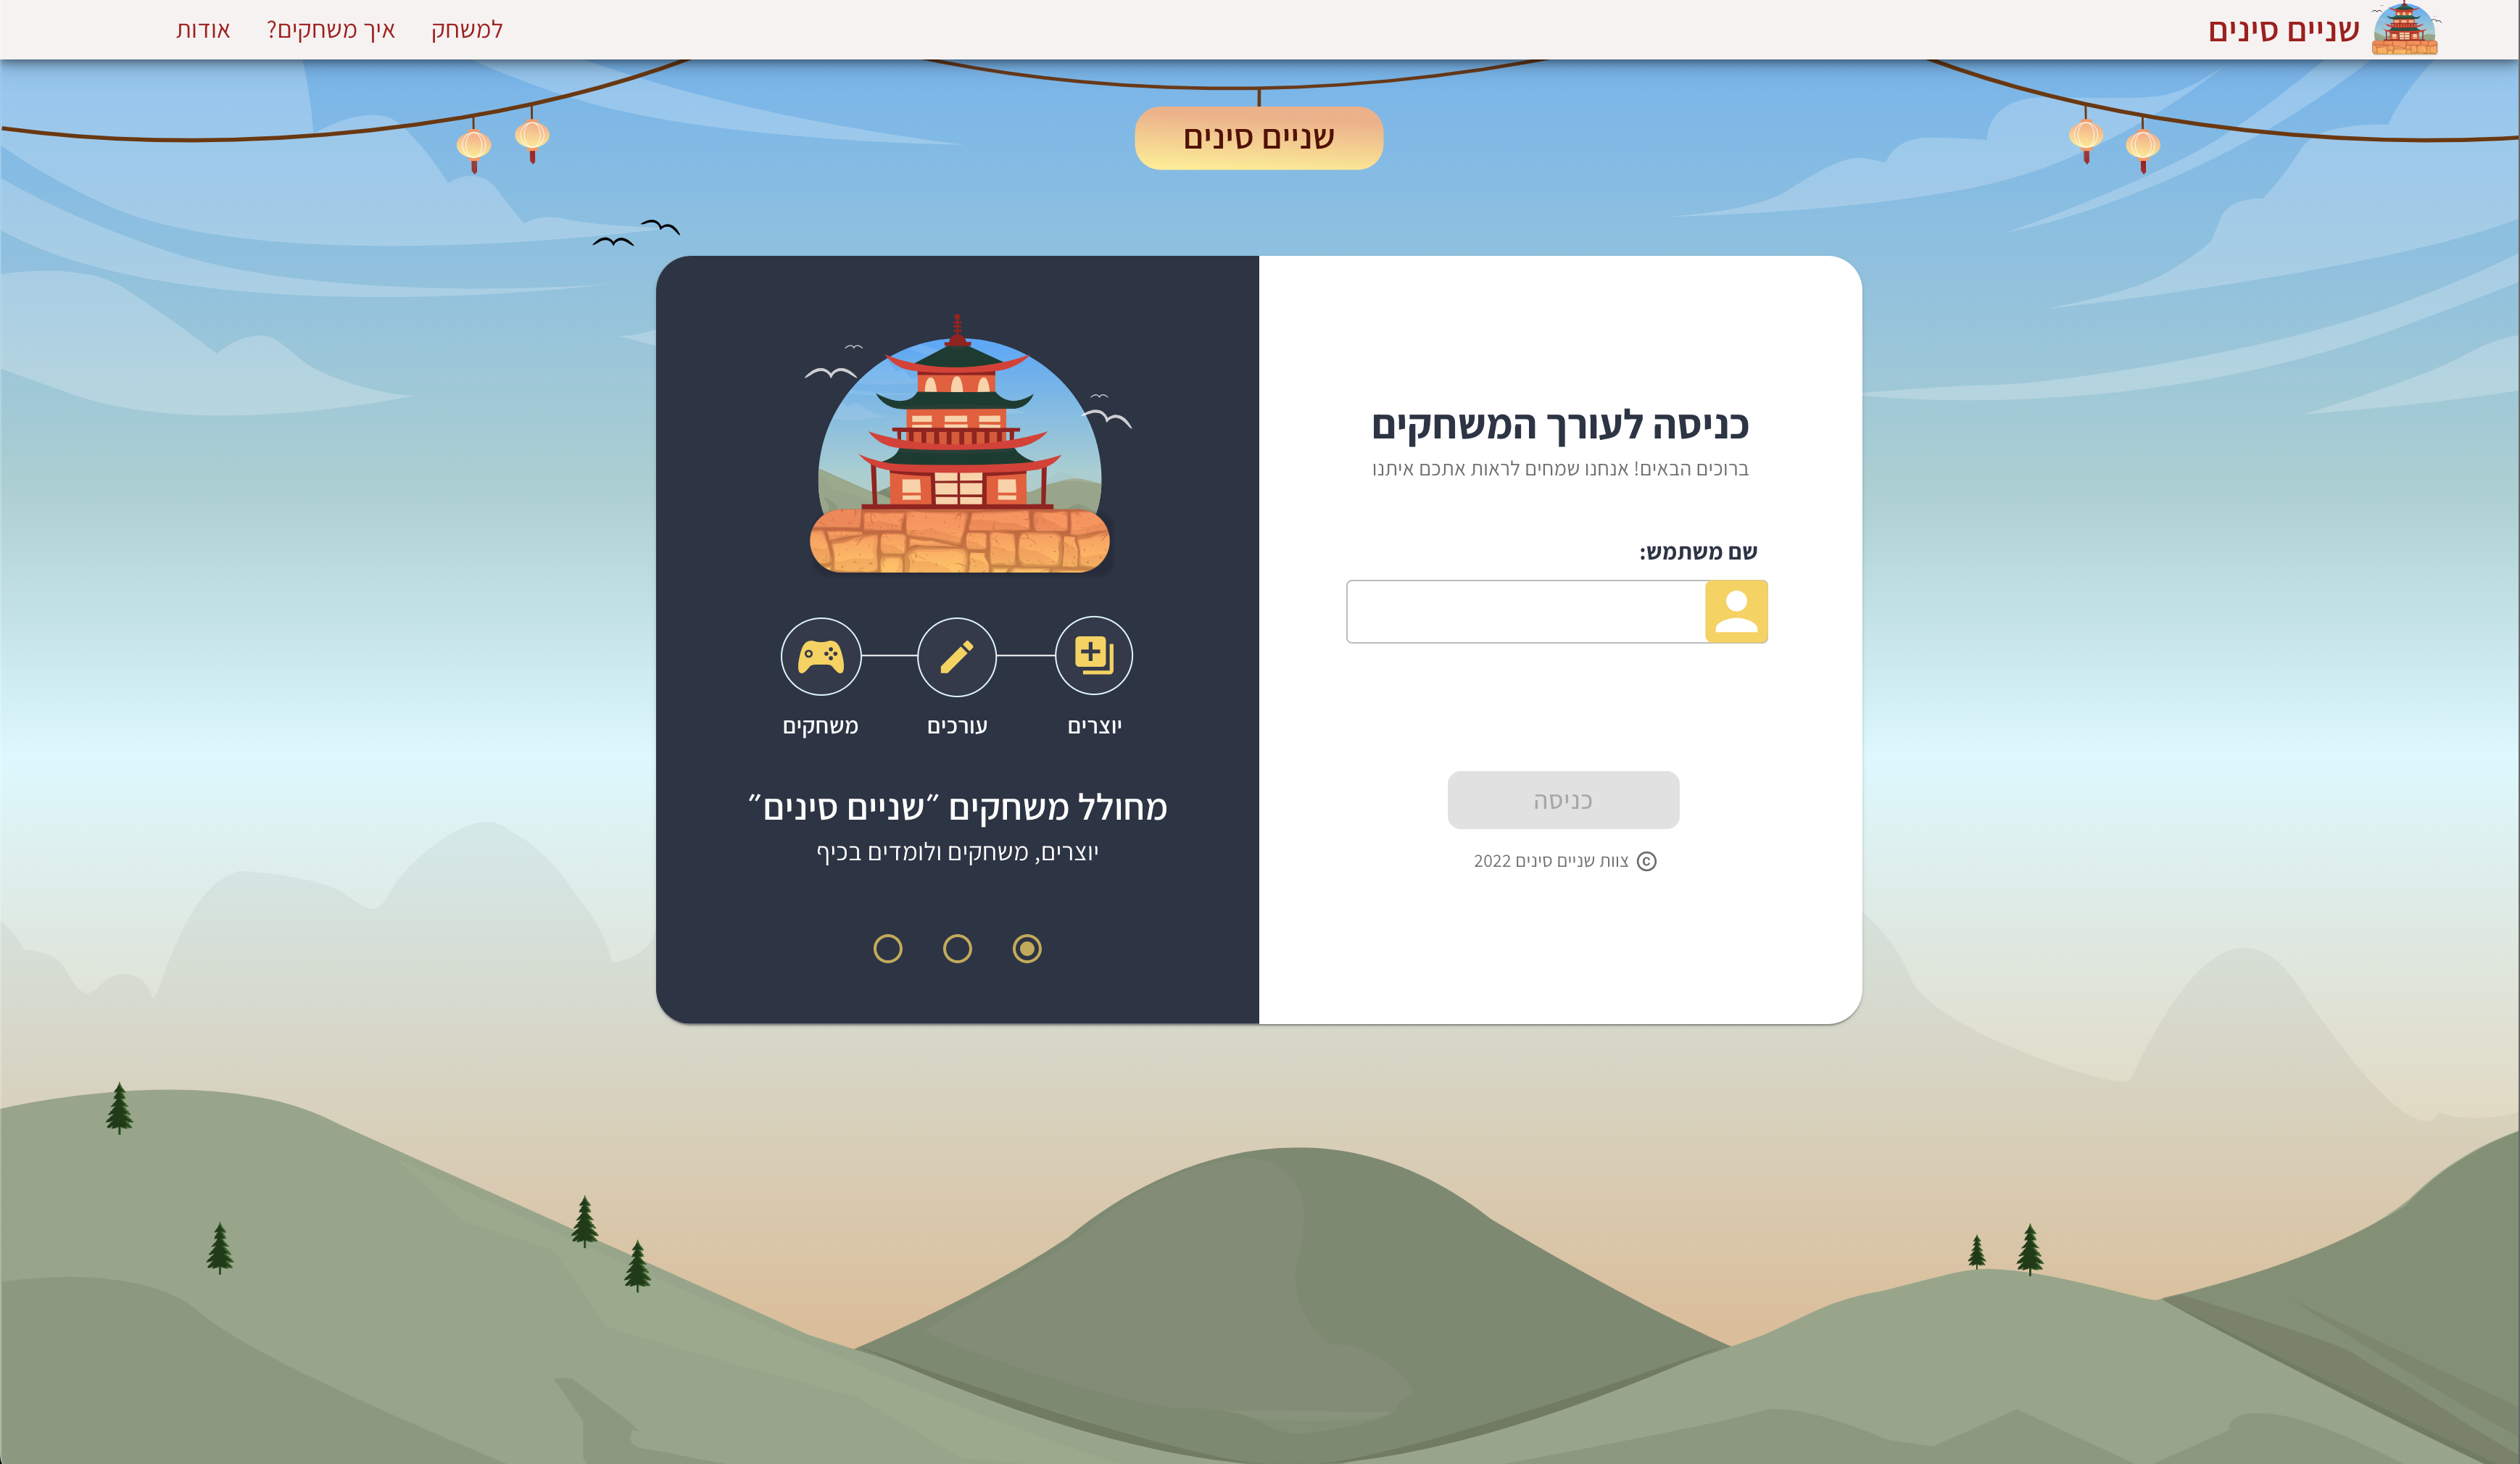 שניים סינים
למשחק
איך משחקים?
אודות
שניים סינים
כניסה לעורך המשחקים
ברוכים הבאים! אנחנו שמחים לראות אתכם איתנו
שם משתמש:
כניסה
© צוות שניים סינים 2022
יוצרים
עורכים
משחקים
מחולל משחקים ״שניים סינים״
יוצרים, משחקים ולומדים בכיף